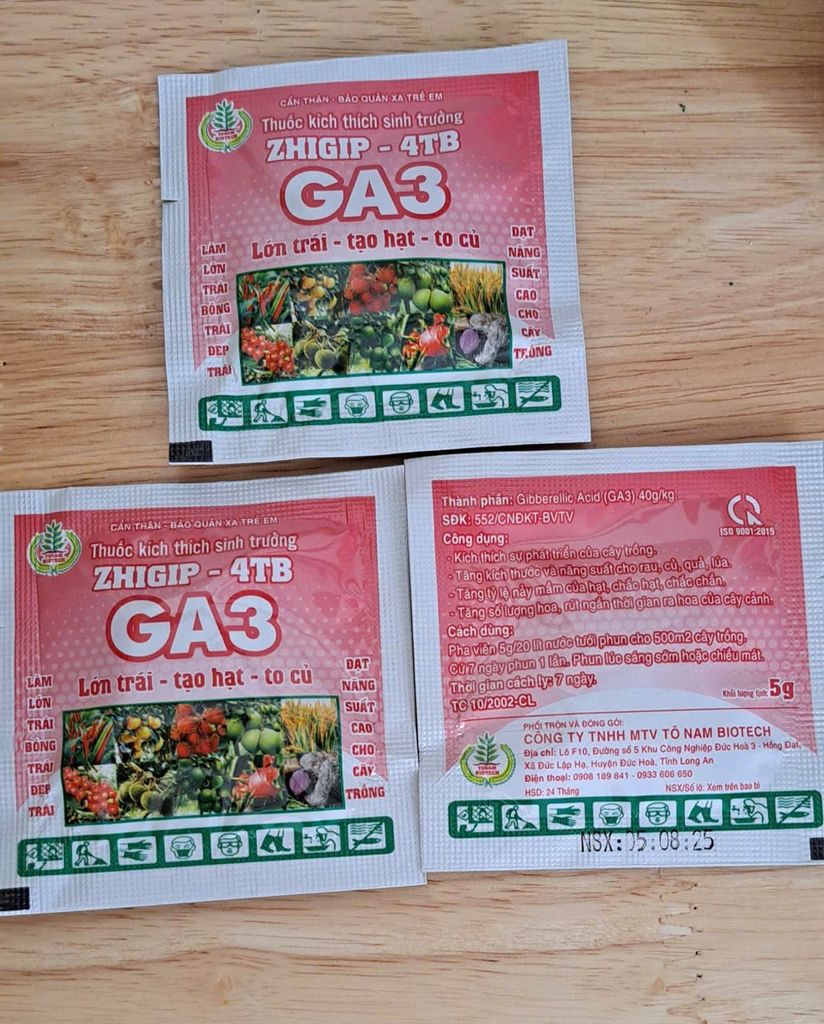 CẨN THẬN - BẢO QUẢN XA TRẺ EM
TÔNAM
BIOTECH
Thuốc kích thích sinh trưởng
ZHIGIP - 4TB
GA3
Lớn trái - tạo hạt - to củ
LÀM
LỚN
TRÁI
BÓNG
TRÁI
ĐẸP
TRÁI
ĐẠT
NĂNG
SUẤT
CAO
CHO
CÂY
TRỒNG
CẨN THẬN - BẢO QUẢN XA TRẺ EM
TÔNAM
BIOTECH
Thuốc kích thích sinh trưởng
ZHIGIP - 4TB
GA3
Lớn trái - tạo hạt - to củ
LÀM
LỚN
TRÁI
BÓNG
TRÁI
ĐẸP
TRÁI
ĐẠT
NĂNG
SUẤT
CAO
CHO
CÂY
TRỒNG
Thành phần: Gibberellic Acid (GA3) 40g/kg.
SĐK: 552/CNĐKT-BVTV
ISO 9001:2015
Công dụng:
- Kích thích sự phát triển của cây trồng.
- Tăng kích thước và năng suất cho rau, củ, quả, lúa.
- Tăng tỷ lệ nảy mầm của hạt, chắc hạt, chắc chắn.
- Tăng số lượng hoa, rút ngắn thời gian ra hoa của cây cảnh.
Cách dùng:
Pha viên 5g/20 lít nước tưới phun cho 500m2 cây trồng.
Cứ 7 ngày phun 1 lần. Phun lúc sáng sớm hoặc chiều mát.
Thời gian cách ly: 7 ngày.
TC 10/2002-CL
Khối lượng tịnh: 5g
PHỐI TRỘN VÀ ĐÓNG GÓI:
CÔNG TY TNHH MTV TÔ NAM BIOTECH
Địa chỉ: Lô F10, Đường số 5 Khu Công Nghiệp Đức Hoà 3 - Hồng Đạt,
Xã Đức Lập Hạ, Huyện Đức Hoà, Tỉnh Long An
Điện thoại: 0908 189 841 - 0933 606 650
HSD: 24 Tháng
NSX/Số lô: Xem trên bao bì
TÔNAM
BIOTECH
NSX: 05:08:25